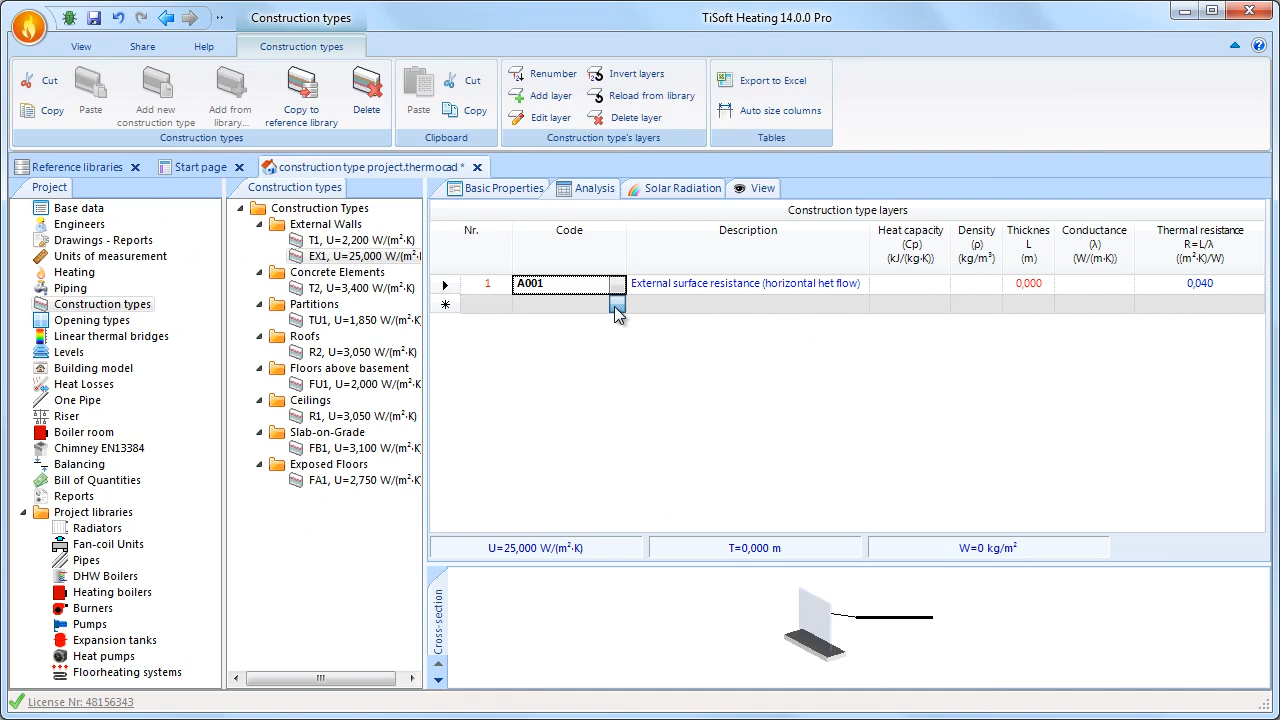 Construction types
TiSoft Heating 14.0.0 Pro
View Share Help Construction types
Cut Copy Paste Add new construction type Add from library... Copy to reference library Delete
Construction types
Paste Cut Copy
Clipboard
Renumber Invert layers
Add layer Reload from library
Edit layer Delete layer
Construction type's layers
Export to Excel
Auto size columns
Tables
Reference libraries Start page construction type project.thermocad *
Project
Base data
Engineers
Drawings - Reports
Units of measurement
Heating
Piping
Construction types
Opening types
Linear thermal bridges
Levels
Building model
Heat Losses
One Pipe
Riser
Boiler room
Chimney EN13384
Balancing
Bill of Quantities
Reports
Project libraries
Radiators
Fan-coil Units
Pipes
DHW Boilers
Heating boilers
Burners
Pumps
Expansion tanks
Heat pumps
Floorheating systems
Construction types
Construction Types
External Walls
T1, U=2,200 W/(m²·K)
EX1, U=25,000 W/(m²·
Concrete Elements
T2, U=3,400 W/(m²·K)
Partitions
TU1, U=1,850 W/(m²·K)
Roofs
R2, U=3,050 W/(m²·K)
Floors above basement
FU1, U=2,000 W/(m²·K
Ceilings
R1, U=3,050 W/(m²·K)
Slab-on-Grade
FB1, U=3,100 W/(m²·K
Exposed Floors
FA1, U=2,750 W/(m²·K
Basic Properties Analysis Solar Radiation View
Construction type layers
Nr. Code Description Heat capacity (Cp) (kJ/(kg·K)) Density (ρ) (kg/m³) Thicknes L (m) Conductance (λ) (W/(m·K)) Thermal resistance R=L/λ ((m²·K)/W)
1 A001 External surface resistance (horizontal het flow) 0,000 0,040
U=25,000 W/(m²·K) T=0,000 m W=0 kg/m²
Cross-section
License Nr: 48156343